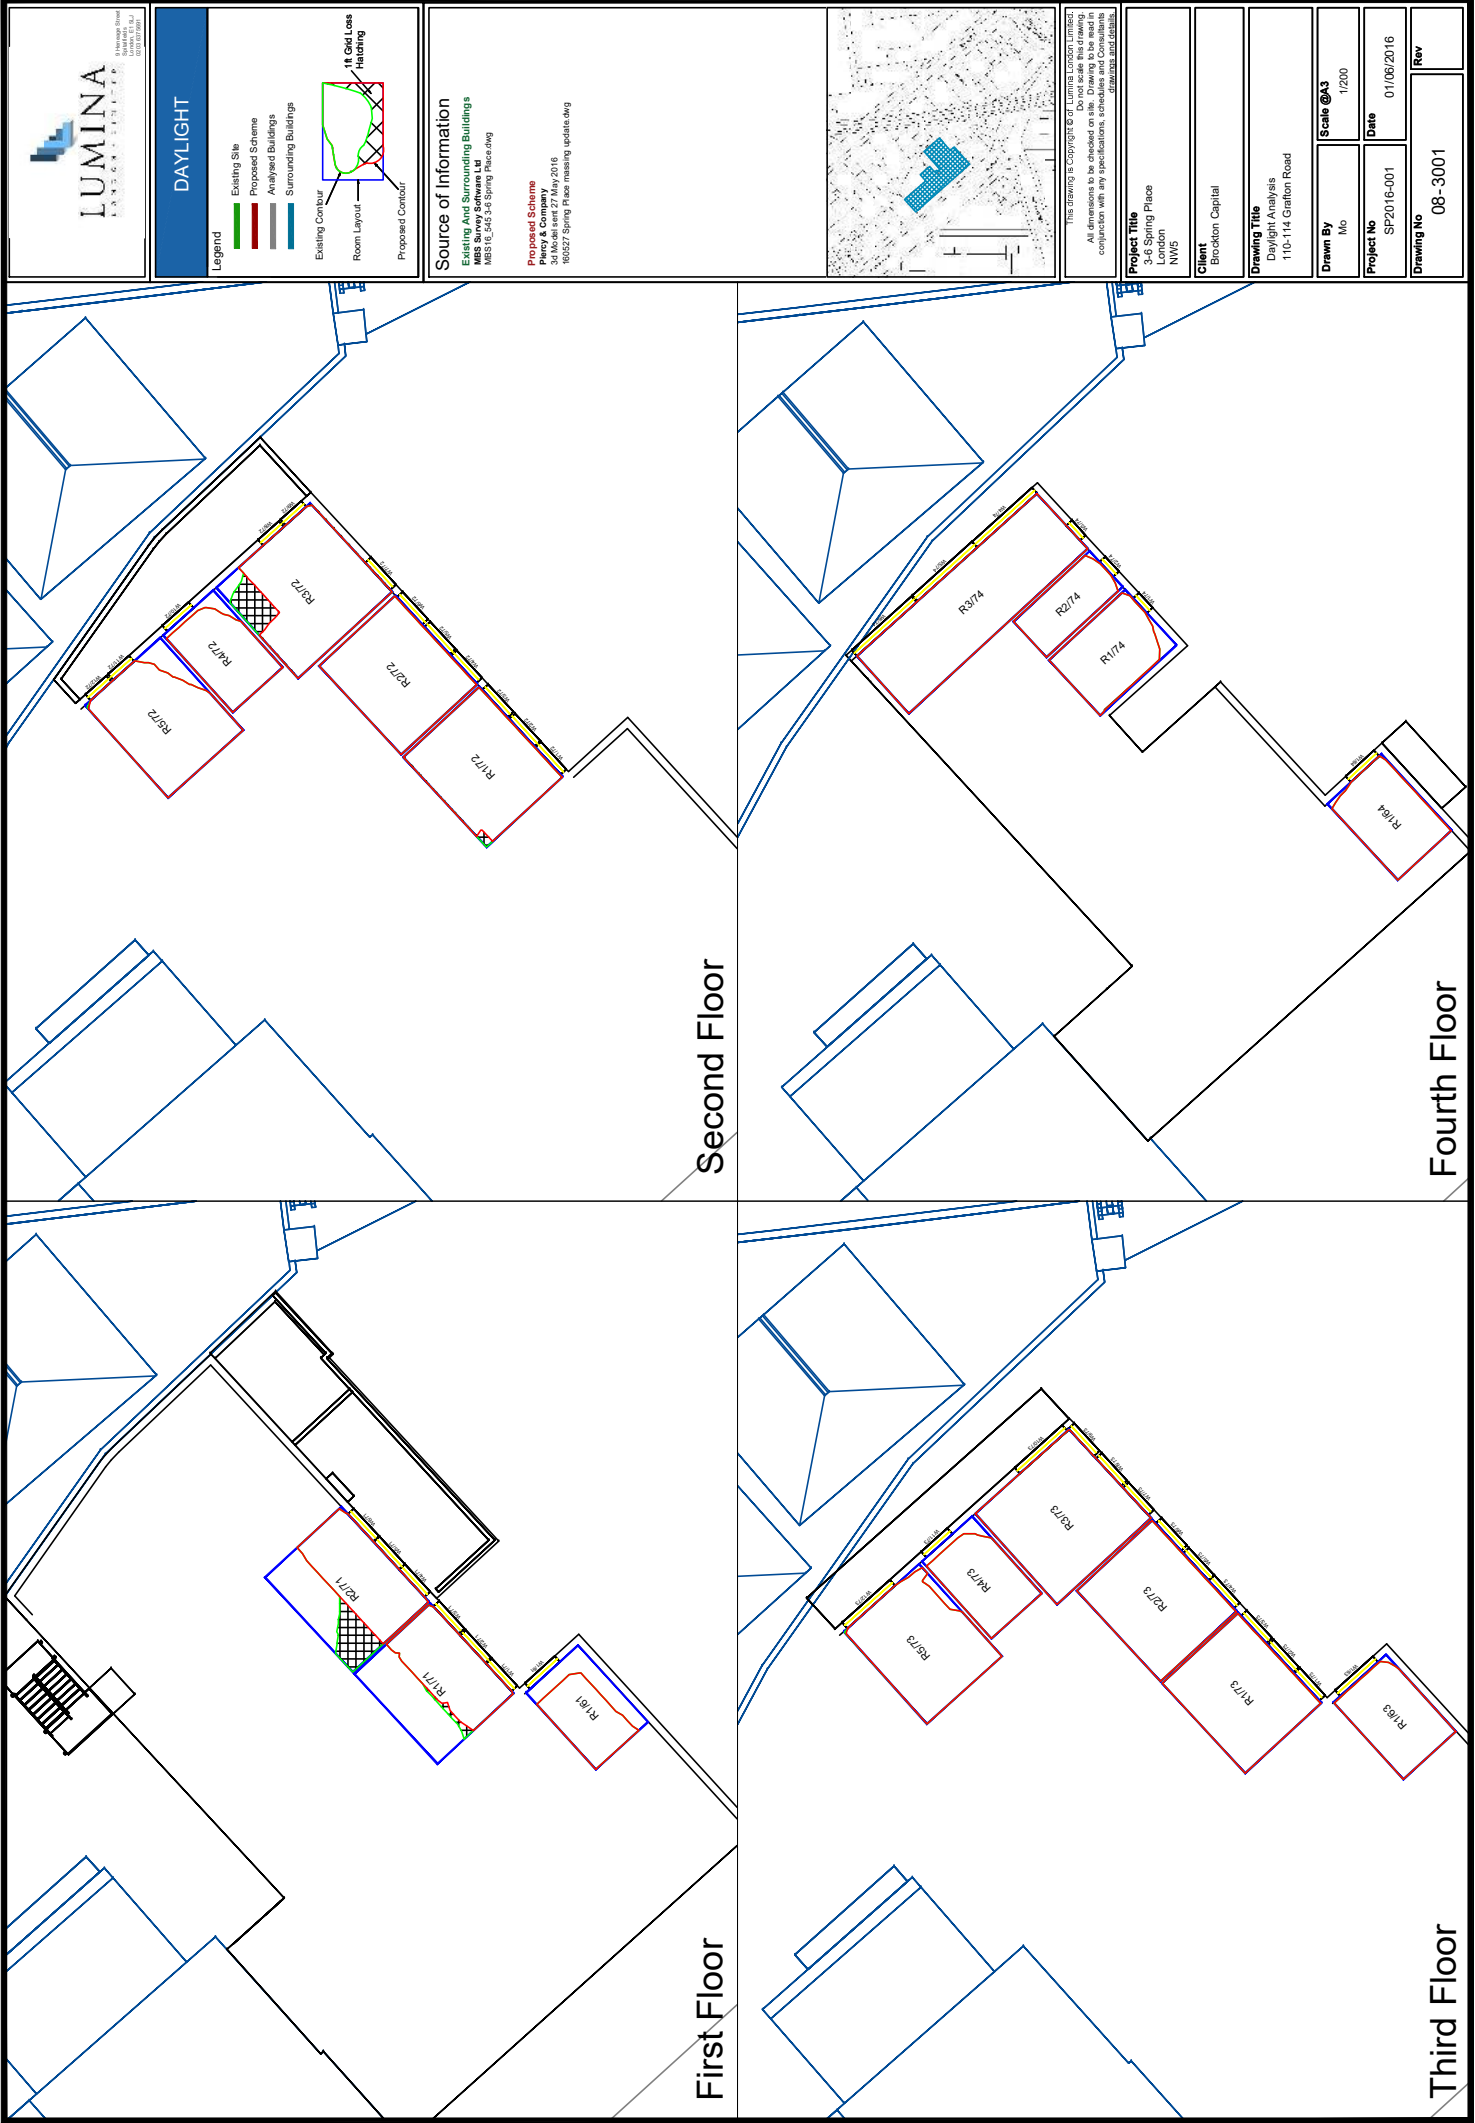 LUMINA
DAYLIGHT
Legend
Existing Site
Proposed Scheme
Analysed Buildings
Surrounding Buildings
Existing Contour
Room Layout
Proposed Contour
1ft Grid Loss
Hatching
Source of Information
Existing And Surrounding Buildings
MBS Survey Software Ltd
MBS16_545 3-6 Spring Place.dwg
Proposed Scheme
Piercy & Company
3d Model sent 27 May 2016
160527 Spring Place massing update.dwg
This drawing is Copyright © of Lumina London Limited.
Do not scale this drawing.
All dimensions to be checked on site. Drawing to be read in
conjunction with any specifications, schedules and Consultants
drawings and details.
Project Title
3-6 Spring Place
London
NW5
Client
Brockton Capital
Drawing Title
Daylight Analysis
110-114 Grafton Road
Drawn By
Mo
Scale @A3
1/200
Project No
SP2016-001
Date
01/06/2016
Drawing No
08-3001
Rev
First Floor
R2/71
R1/71
R1/61
Second Floor
R5/72
R4/72
R3/72
R2/72
R1/72
Third Floor
R5/73
R4/73
R3/73
R2/73
R1/73
R1/63
Fourth Floor
R3/74
R2/74
R1/74
R1/64